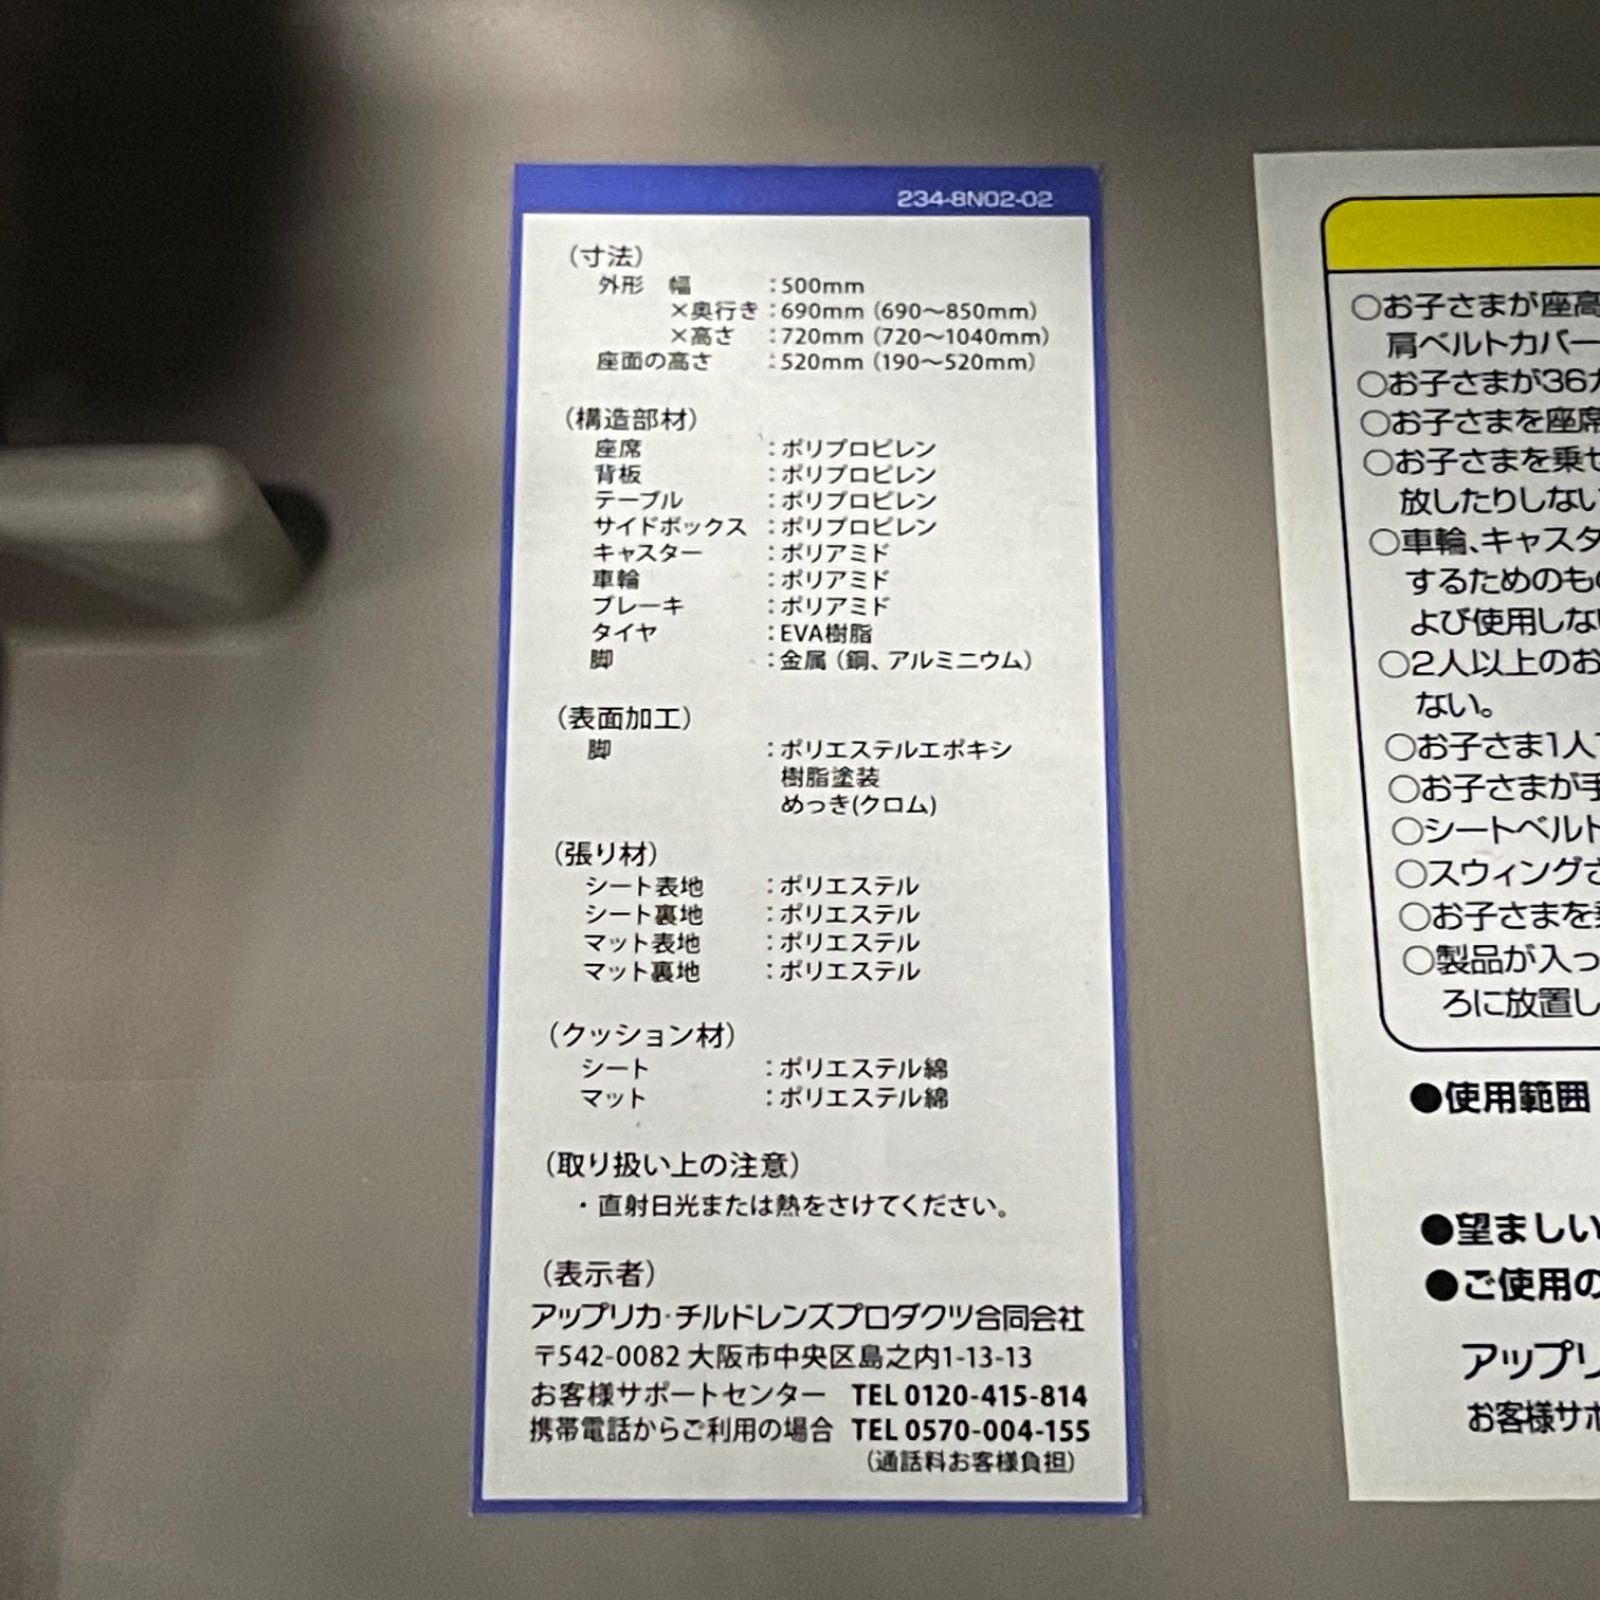 234-8N02-02
（寸法）
外形　幅　：500mm
×奥行き：690mm（690～850mm）
×高さ　：720mm（720～1040mm）
座面の高さ　：520mm（190～520mm）
（構造部材）
座席　：ポリプロピレン
背板　：ポリプロピレン
テーブル　：ポリプロピレン
サイドボックス：ポリプロピレン
キャスター　：ポリアミド
車輪　：ポリアミド
ブレーキ　：ポリアミド
タイヤ　：EVA樹脂
脚　：金属（鋼、アルミニウム）
（表面加工）
脚　：ポリエステルエポキシ
樹脂塗装
めっき(クロム)
（張り材）
シート表地　：ポリエステル
シート裏地　：ポリエステル
マット表地　：ポリエステル
マット裏地　：ポリエステル
（クッション材）
シート　：ポリエステル綿
マット　：ポリエステル綿
（取り扱い上の注意）
・直射日光または熱をさけてください。
（表示者）
アップリカ・チルドレンズプロダクツ合同会社
〒542-0082 大阪市中央区島之内1-13-13
お客様サポートセンター　TEL 0120-415-814
携帯電話からご利用の場合　TEL 0570-004-155
（通話料お客様負担）
○お子さまが座高
肩ベルトカバー
○お子さまが36
○お子さまを座席
○お子さまを乗せ
放したりしない
○車輪、キャスタ
するためのもの
よび使用しな
○2人以上のお
ない。
○お子さま1人
○お子さまが手
○シートベルト
○スウィングさ
○お子さまを
○製品が入っ
ろに放置し
●使用範囲
●望ましい
●ご使用の
アップリ
お客様サポ